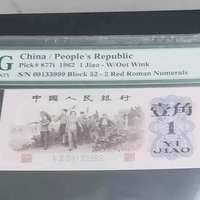 G
China / People's Republic
Pick# 877i 1962 1 Jiao - W/Out Wmk
S/N 00133999 Block 52 - 2 Red Roman Numerals
中国人民银行
壹角
1
YI
JIAO